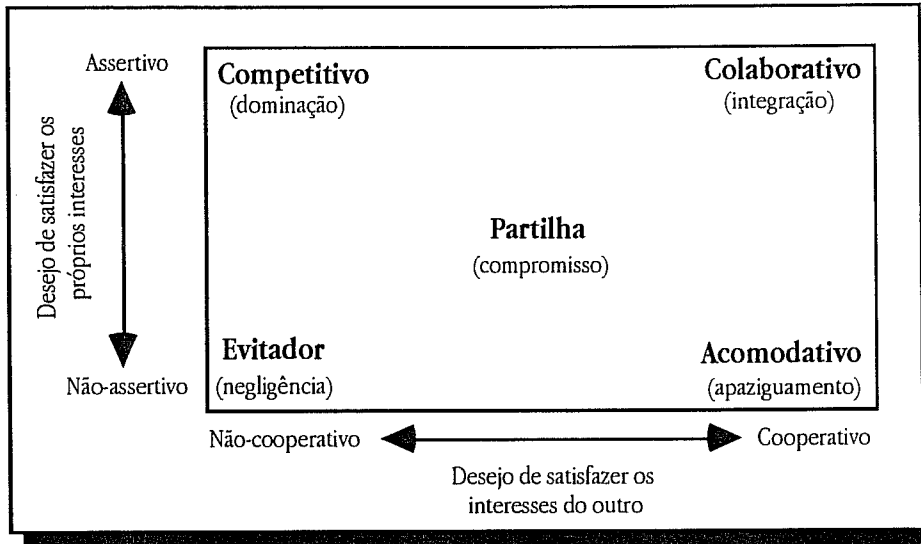 Assertivo
Desejo de satisfazer os
próprios interesses
Não-assertivo
Competitivo
(dominação)
Colaborativo
(integração)
Partilha
(compromisso)
Evitador
(negligência)
Acomodativo
(apaziguamento)
Não-cooperativo
Cooperativo
Desejo de satisfazer os
interesses do outro